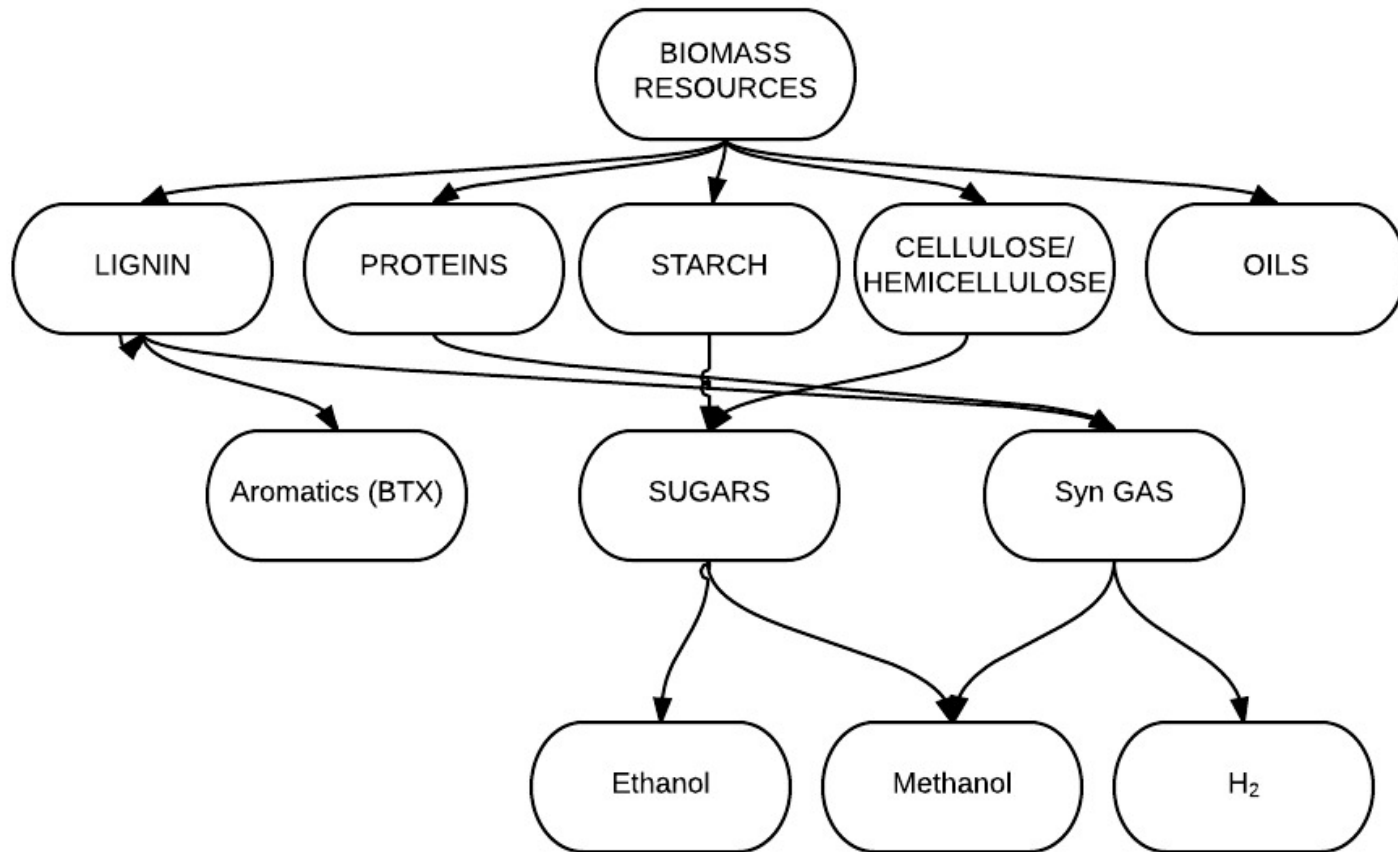 BIOMASS
RESOURCES
LIGNIN
PROTEINS
STARCH
CELLULOSE/
HEMICELLULOSE
OILS
Aromatics (BTX)
SUGARS
Syn GAS
Ethanol
Methanol
H₂